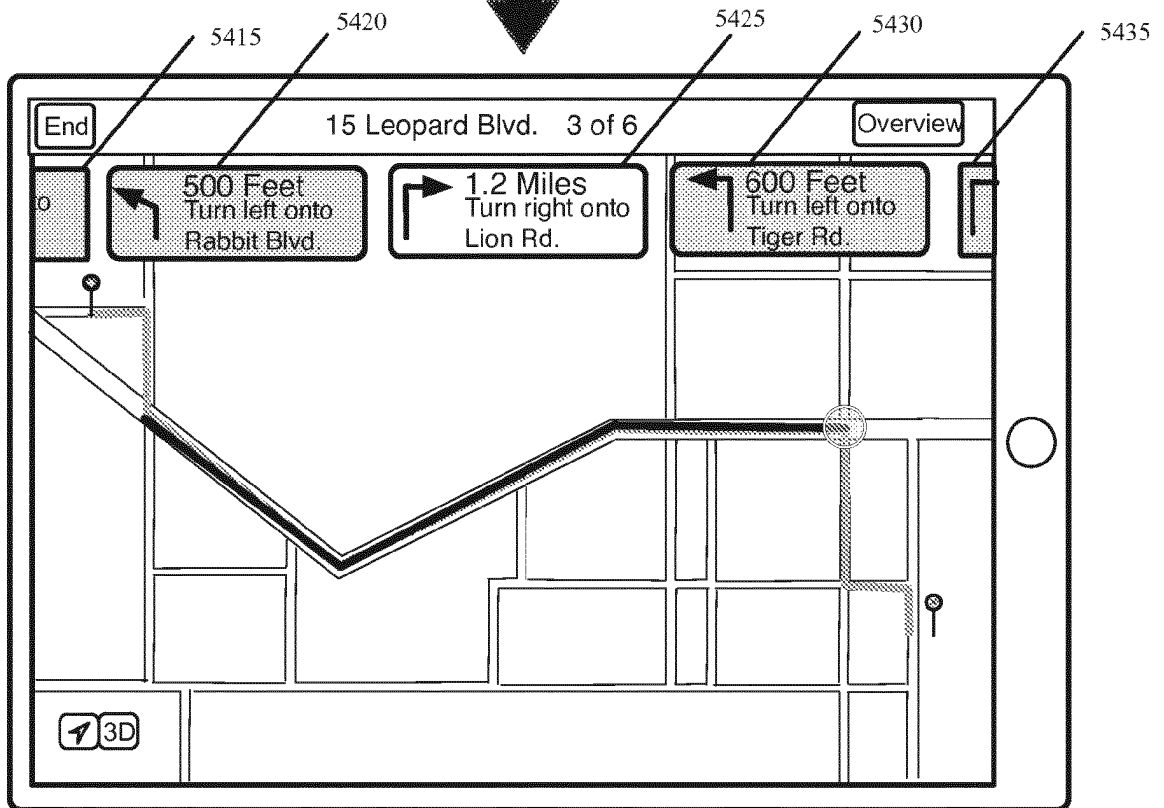 5415
5420
5425
5430
5435
End
15 Leopard Blvd. 3 of 6
Overview
to
500 Feet
Turn left onto
Rabbit Blvd.
1.2 Miles
Turn right onto
Lion Rd.
600 Feet
Turn left onto
Tiger Rd.
3D